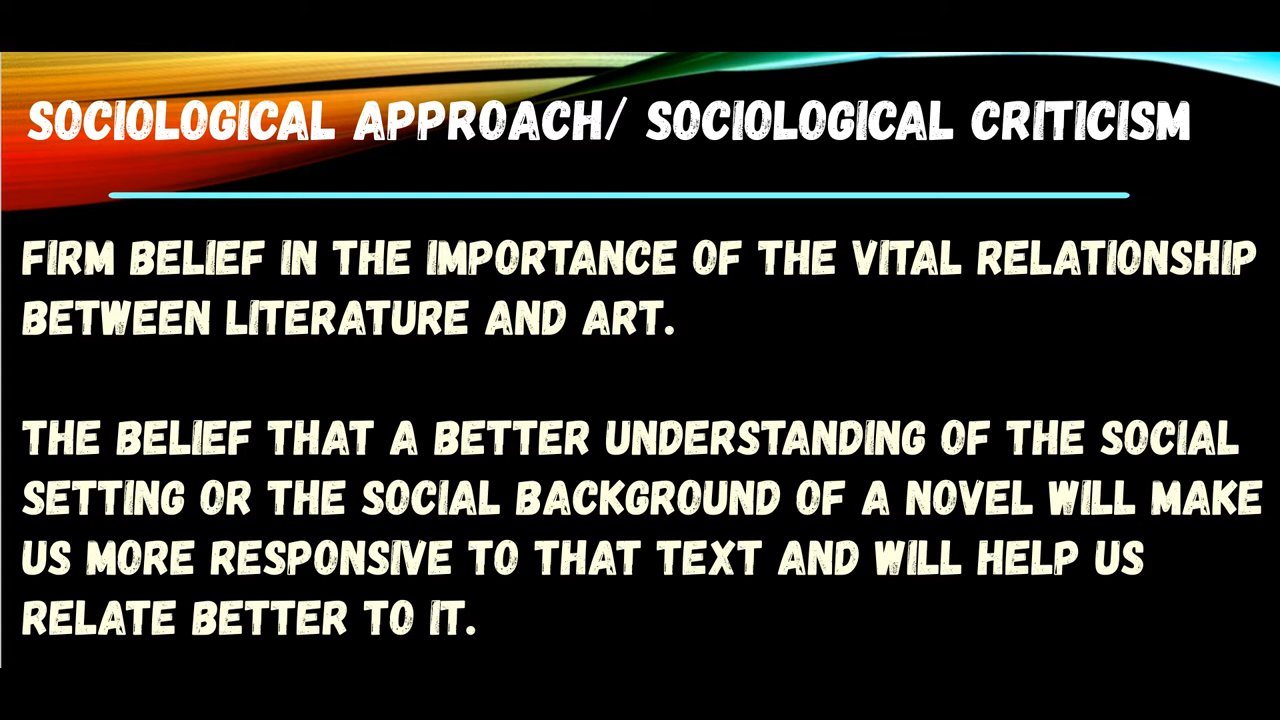 SOCIOLOGICAL APPROACH/ SOCIOLOGICAL CRITICISM
FIRM BELIEF IN THE IMPORTANCE OF THE VITAL RELATIONSHIP
BETWEEN LITERATURE AND ART.
THE BELIEF THAT A BETTER UNDERSTANDING OF THE SOCIAL
SETTING OR THE SOCIAL BACKGROUND OF A NOVEL WILL MAKE
US MORE RESPONSIVE TO THAT TEXT AND WILL HELP US
RELATE BETTER TO IT.